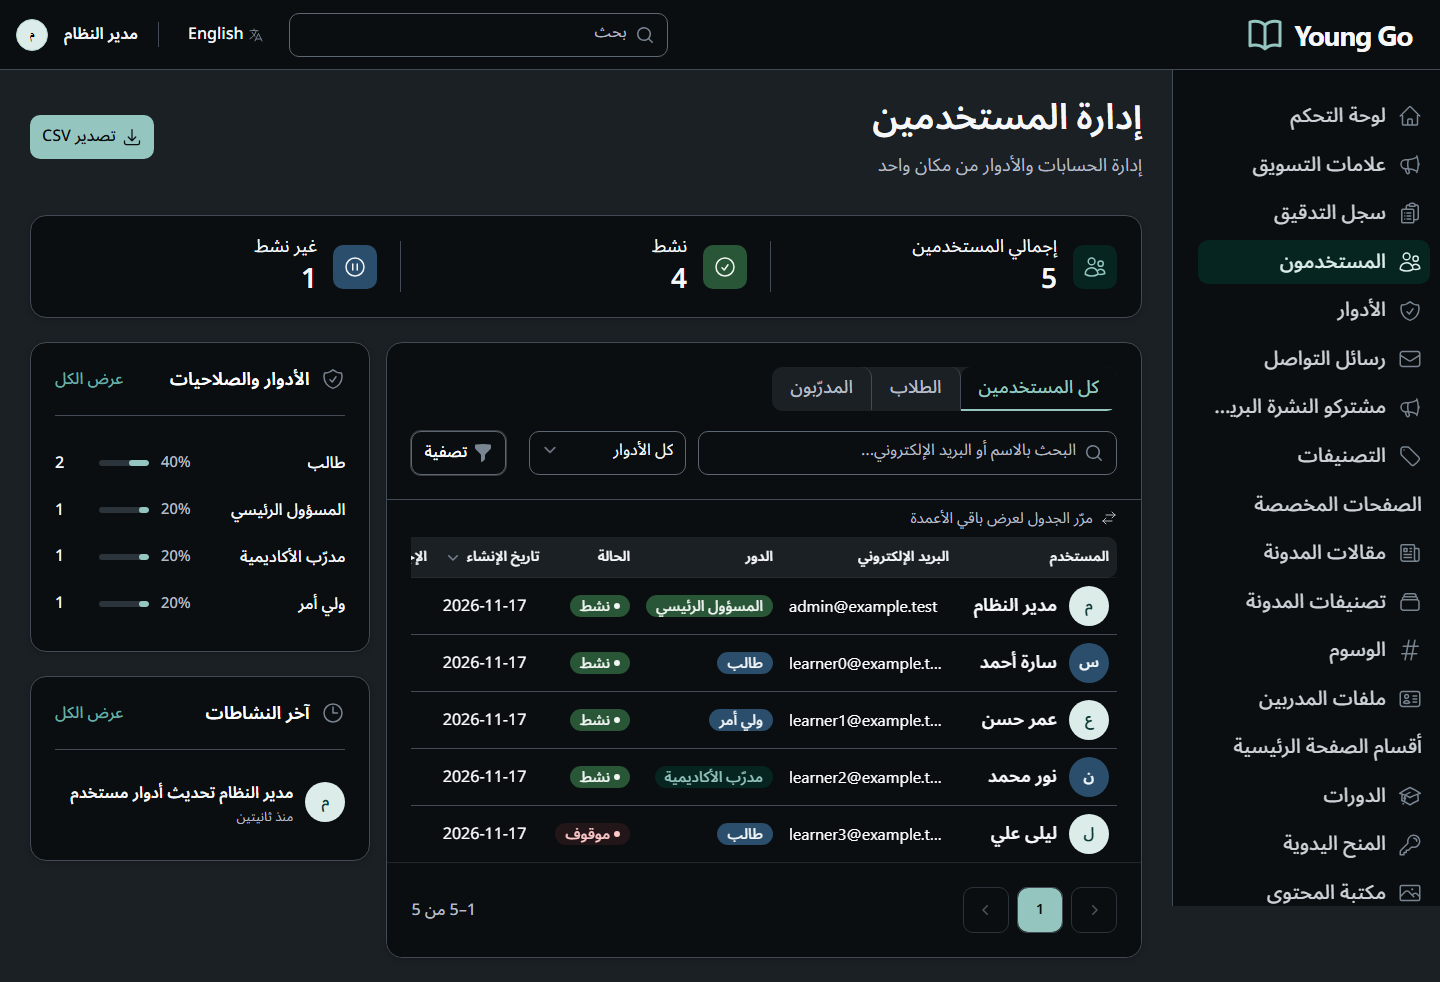 Young Go
بحث
English
مدير النظام
م
لوحة التحكم
علامات التسويق
سجل التدقيق
المستخدمون
الأدوار
رسائل التواصل
مشتركو النشرة البريـ...
التصنيفات
الصفحات المخصصة
مقالات المدونة
تصنيفات المدونة
الوسوم
ملفات المدربين
أقسام الصفحة الرئيسية
الدورات
المنح اليدوية
مكتبة المحتوى
إدارة المستخدمين
إدارة الحسابات والأدوار من مكان واحد
تصدير CSV
إجمالي المستخدمين
5
نشط
4
غير نشط
1
كل المستخدمين الطلاب المدرّبون
البحث بالاسم أو البريد الإلكتروني...
كل الأدوار
تصفية
مرّر الجدول لعرض باقي الأعمدة
المستخدم البريد الإلكتروني الدور الحالة تاريخ الإنشاء
م مدير النظام admin@example.test المسؤول الرئيسي نشط 2026-11-17
س سارة أحمد learner0@example.t... طالب نشط 2026-11-17
ع عمر حسن learner1@example.t... ولي أمر نشط 2026-11-17
ن نور محمد learner2@example.t... مدرّب الأكاديمية نشط 2026-11-17
ل ليلى علي learner3@example.t... طالب موقوف 2026-11-17
1
1–5 من 5
الأدوار والصلاحيات عرض الكل
طالب 40% 2
المسؤول الرئيسي 20% 1
مدرّب الأكاديمية 20% 1
ولي أمر 20% 1
آخر النشاطات عرض الكل
م
مدير النظام تحديث أدوار مستخدم
منذ ثانيتين